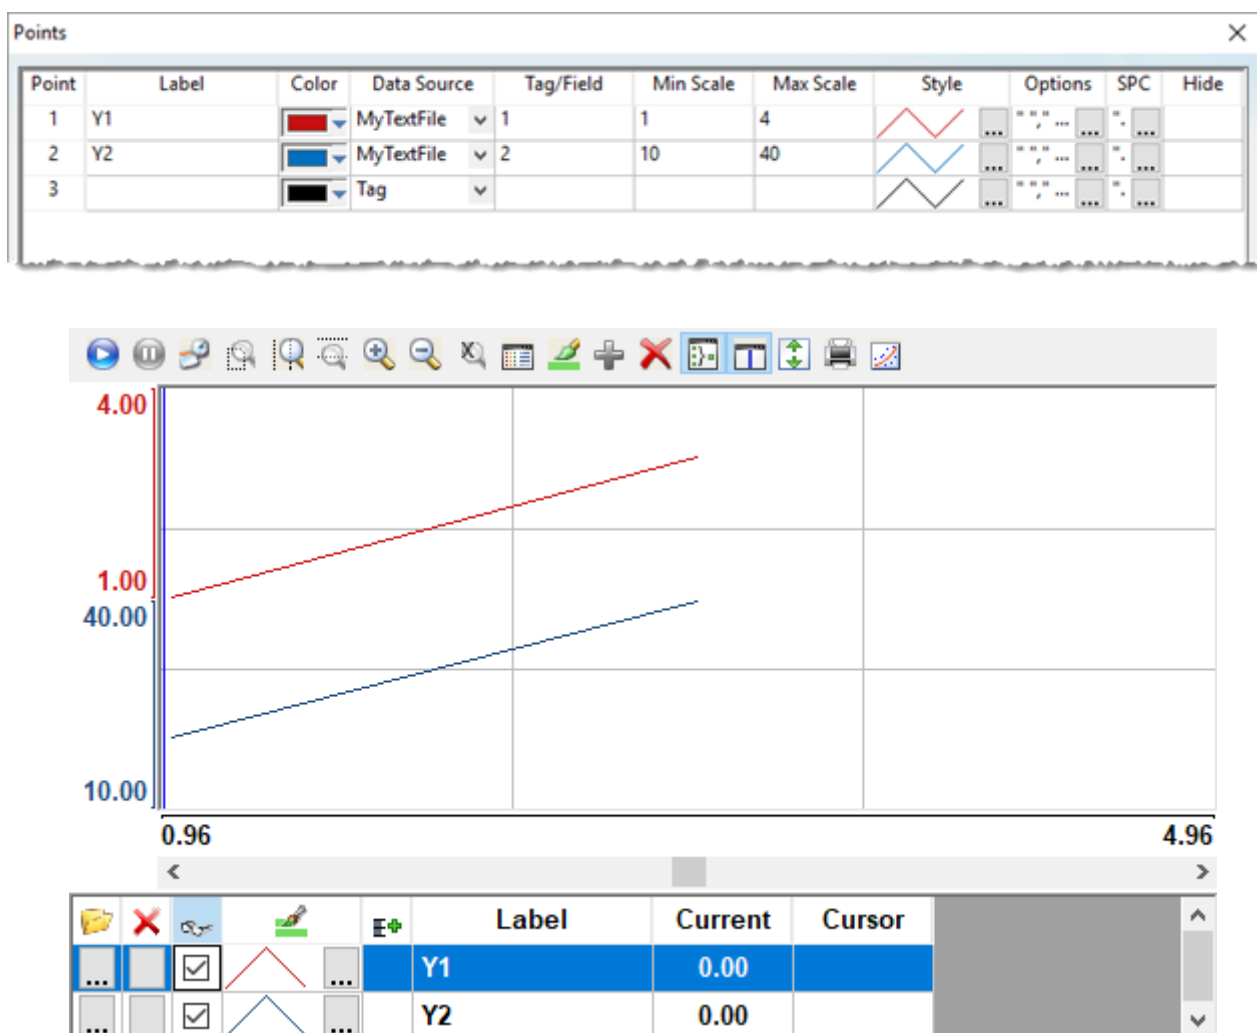 Points
Point Label Color Data Source Tag/Field Min Scale Max Scale Style Options SPC Hide
1 Y1 MyTextFile 1 1 4 ... " "," ... ... ". ...
2 Y2 MyTextFile 2 10 40 ... " "," ... ... ". ...
3 Tag ... " "," ... ... ". ...
4.00
1.00
40.00
10.00
0.96 4.96
Label Current Cursor
... ... Y1 0.00
... ... Y2 0.00